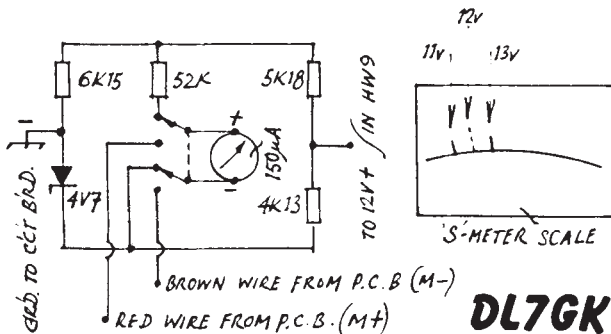 12V
11V
13V
6K15
52K
5K18
+
150µA
-
4V7
4K13
GRD. TO CCT BRD.
TO 12V+ IN HW9
'S'-METER SCALE
BROWN WIRE FROM P.C.B (M-)
RED WIRE FROM P.C.B. (M+)
DL7GK